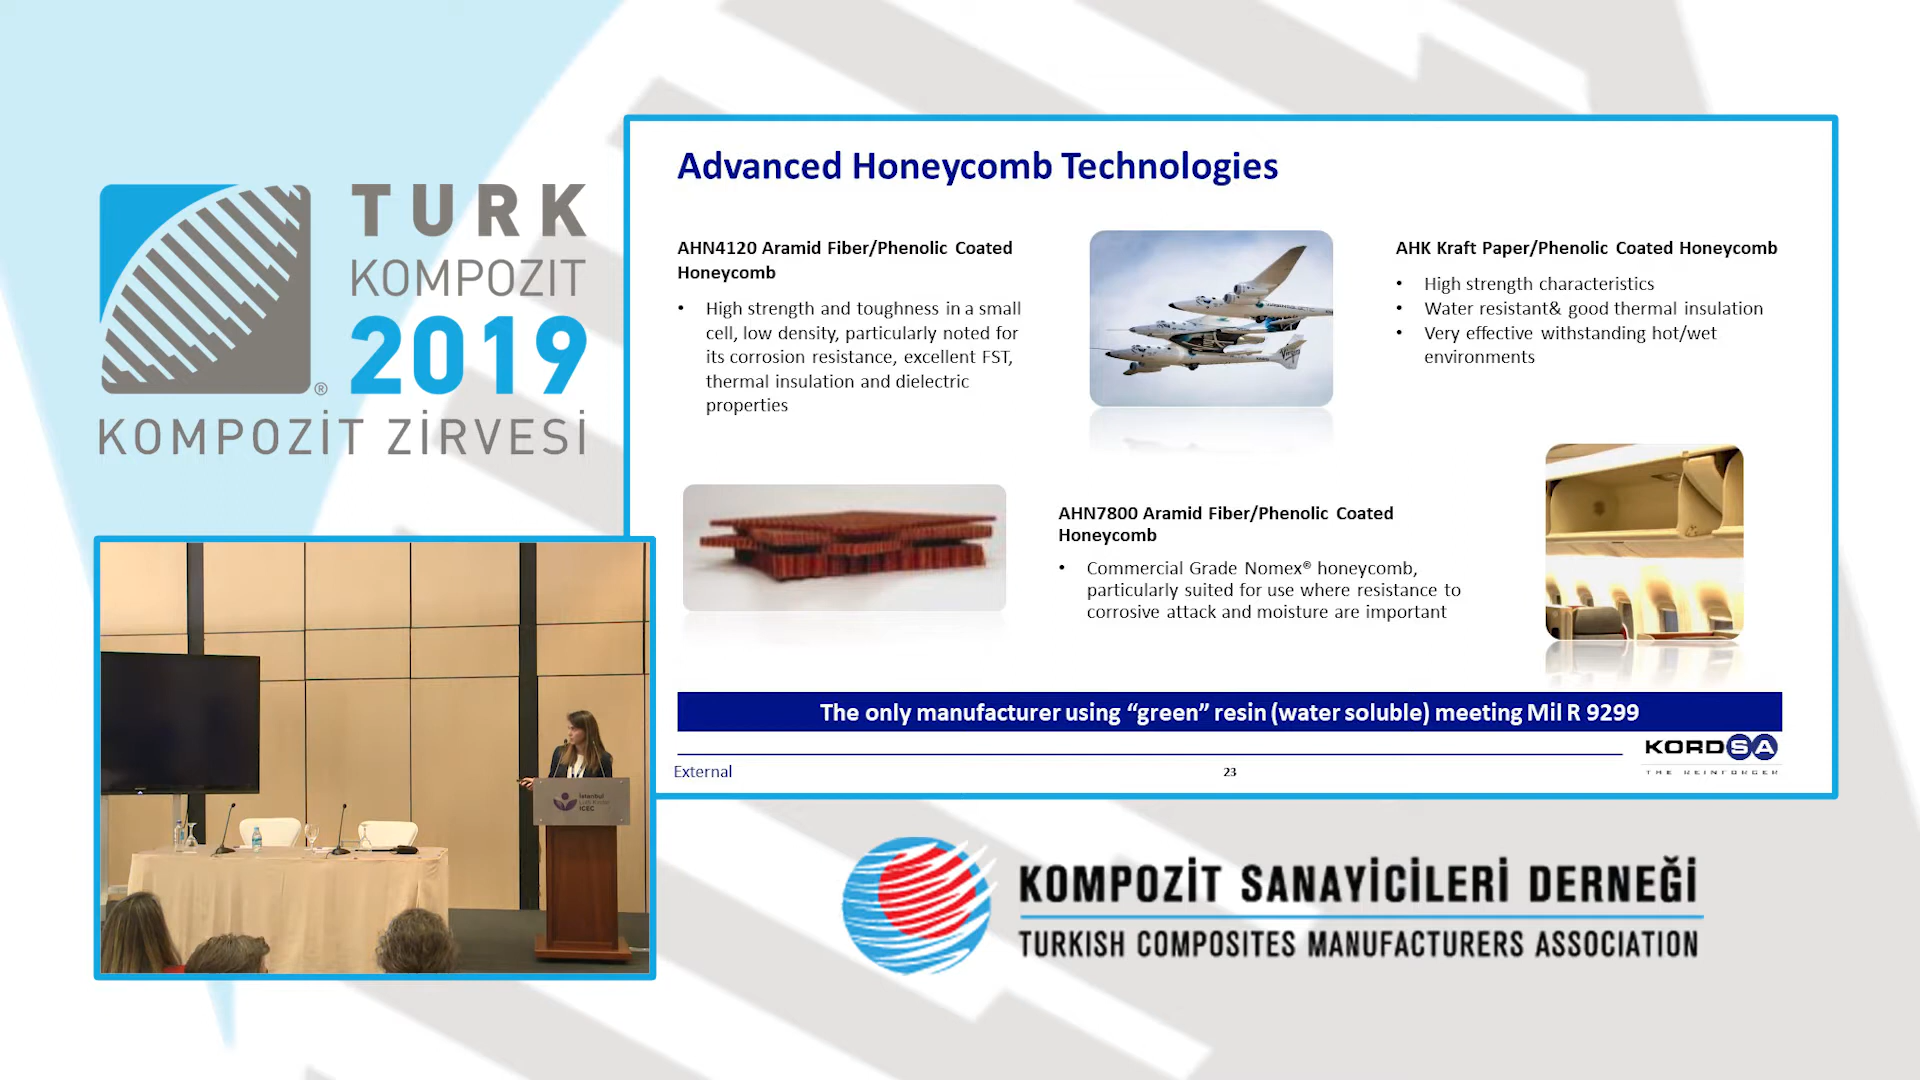 TURK
KOMPOZIT
2019
®
KOMPOZİT ZİRVESİ
Advanced Honeycomb Technologies
AHN4120 Aramid Fiber/Phenolic Coated
Honeycomb
• High strength and toughness in a small
cell, low density, particularly noted for
its corrosion resistance, excellent FST,
thermal insulation and dielectric
properties
AHK Kraft Paper/Phenolic Coated Honeycomb
• High strength characteristics
• Water resistant& good thermal insulation
• Very effective withstanding hot/wet
environments
AHN7800 Aramid Fiber/Phenolic Coated
Honeycomb
• Commercial Grade Nomex® honeycomb,
particularly suited for use where resistance to
corrosive attack and moisture are important
The only manufacturer using “green” resin (water soluble) meeting Mil R 9299
External
23
KORDSA
THE REINFORCER
İstanbul
Lütfi Kırdar
ICEC
KOMPOZİT SANAYİCİLERİ DERNEĞİ
TURKISH COMPOSITES MANUFACTURERS ASSOCIATION